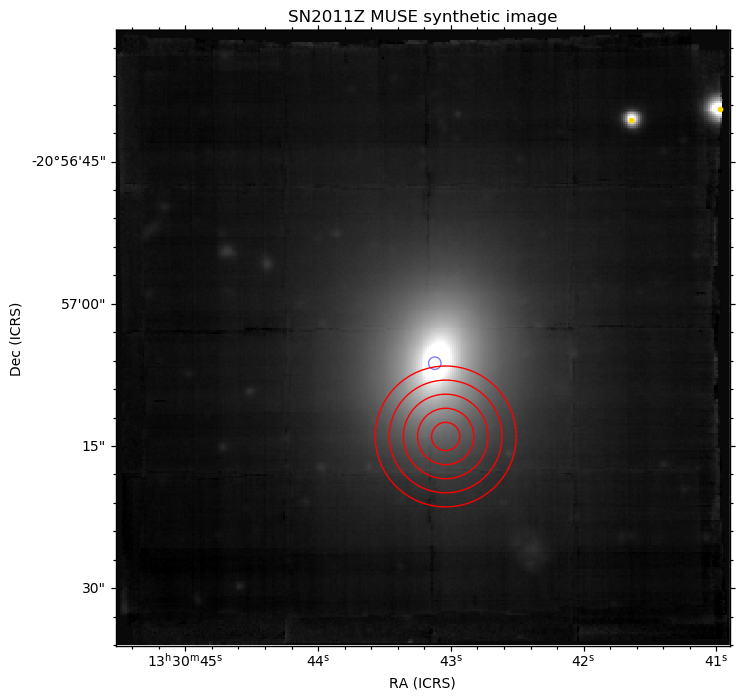 SN2011Z MUSE synthetic image
-20°56'45"
57'00"
15"
30"
13ʰ30ᵐ45ˢ 44ˢ 43ˢ 42ˢ 41ˢ
RA (ICRS)
Dec (ICRS)